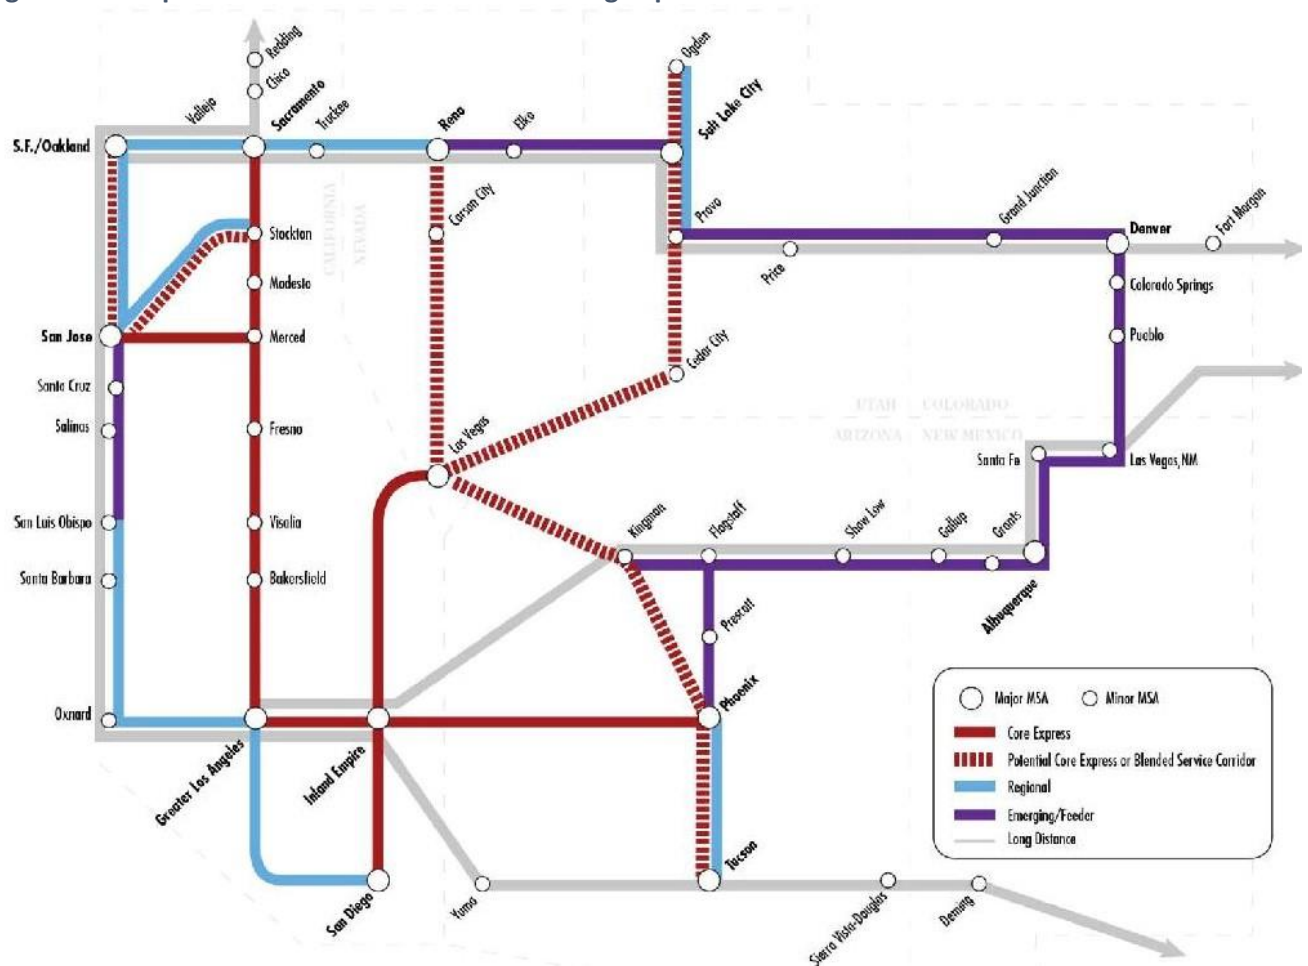 Redding
Chico
Vallejo
Sacramento
Truckee
Reno
Elko
Ogden
Salt Lake City
S.F./Oakland
CALIFORNIA
NEVADA
Carson City
Provo
Grand Junction
Denver
Fort Morgan
Stockton
Modesto
Price
Colorado Springs
San Jose
Merced
Pueblo
Santa Cruz
Cedar City
Salinas
Fresno
Las Vegas
UTAH
COLORADO
ARIZONA
NEW MEXICO
Santa Fe
Las Vegas,NM
San Luis Obispo
Visalia
Kingman
Flagstaff
Show Low
Gallup
Grants
Santa Barbara
Bakersfield
Prescott
Albuquerque
Oxnard
Phoenix
Greater Los Angeles
Inland Empire
San Diego
Yuma
Tucson
Sierra Vista-Douglas
Deming
Major MSA
Minor MSA
Core Express
Potential Core Express or Blended Service Corridor
Regional
Emerging/Feeder
Long Distance